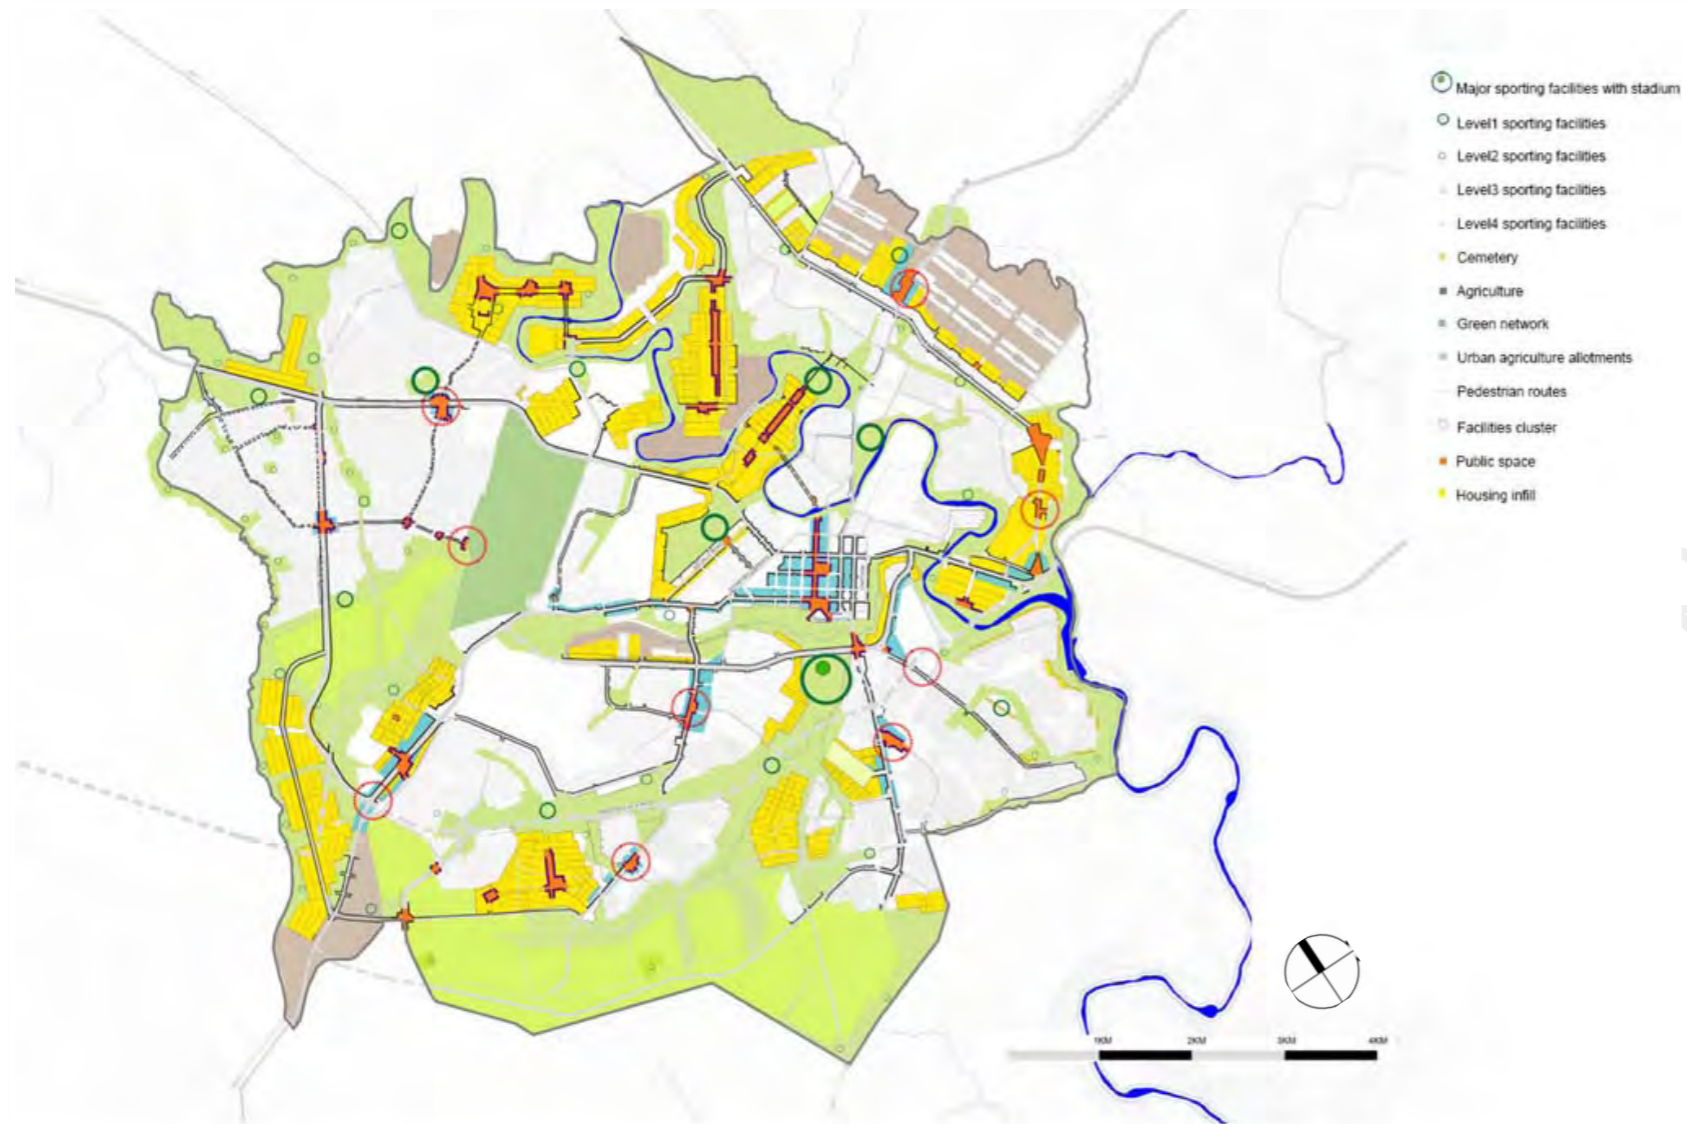 Major sporting facilities with stadium
Level1 sporting facilities
Level2 sporting facilities
Level3 sporting facilities
Level4 sporting facilities
Cemetery
Agriculture
Green network
Urban agriculture allotments
Pedestrian routes
Facilities cluster
Public space
Housing infill
1KM 2KM 3KM 4KM